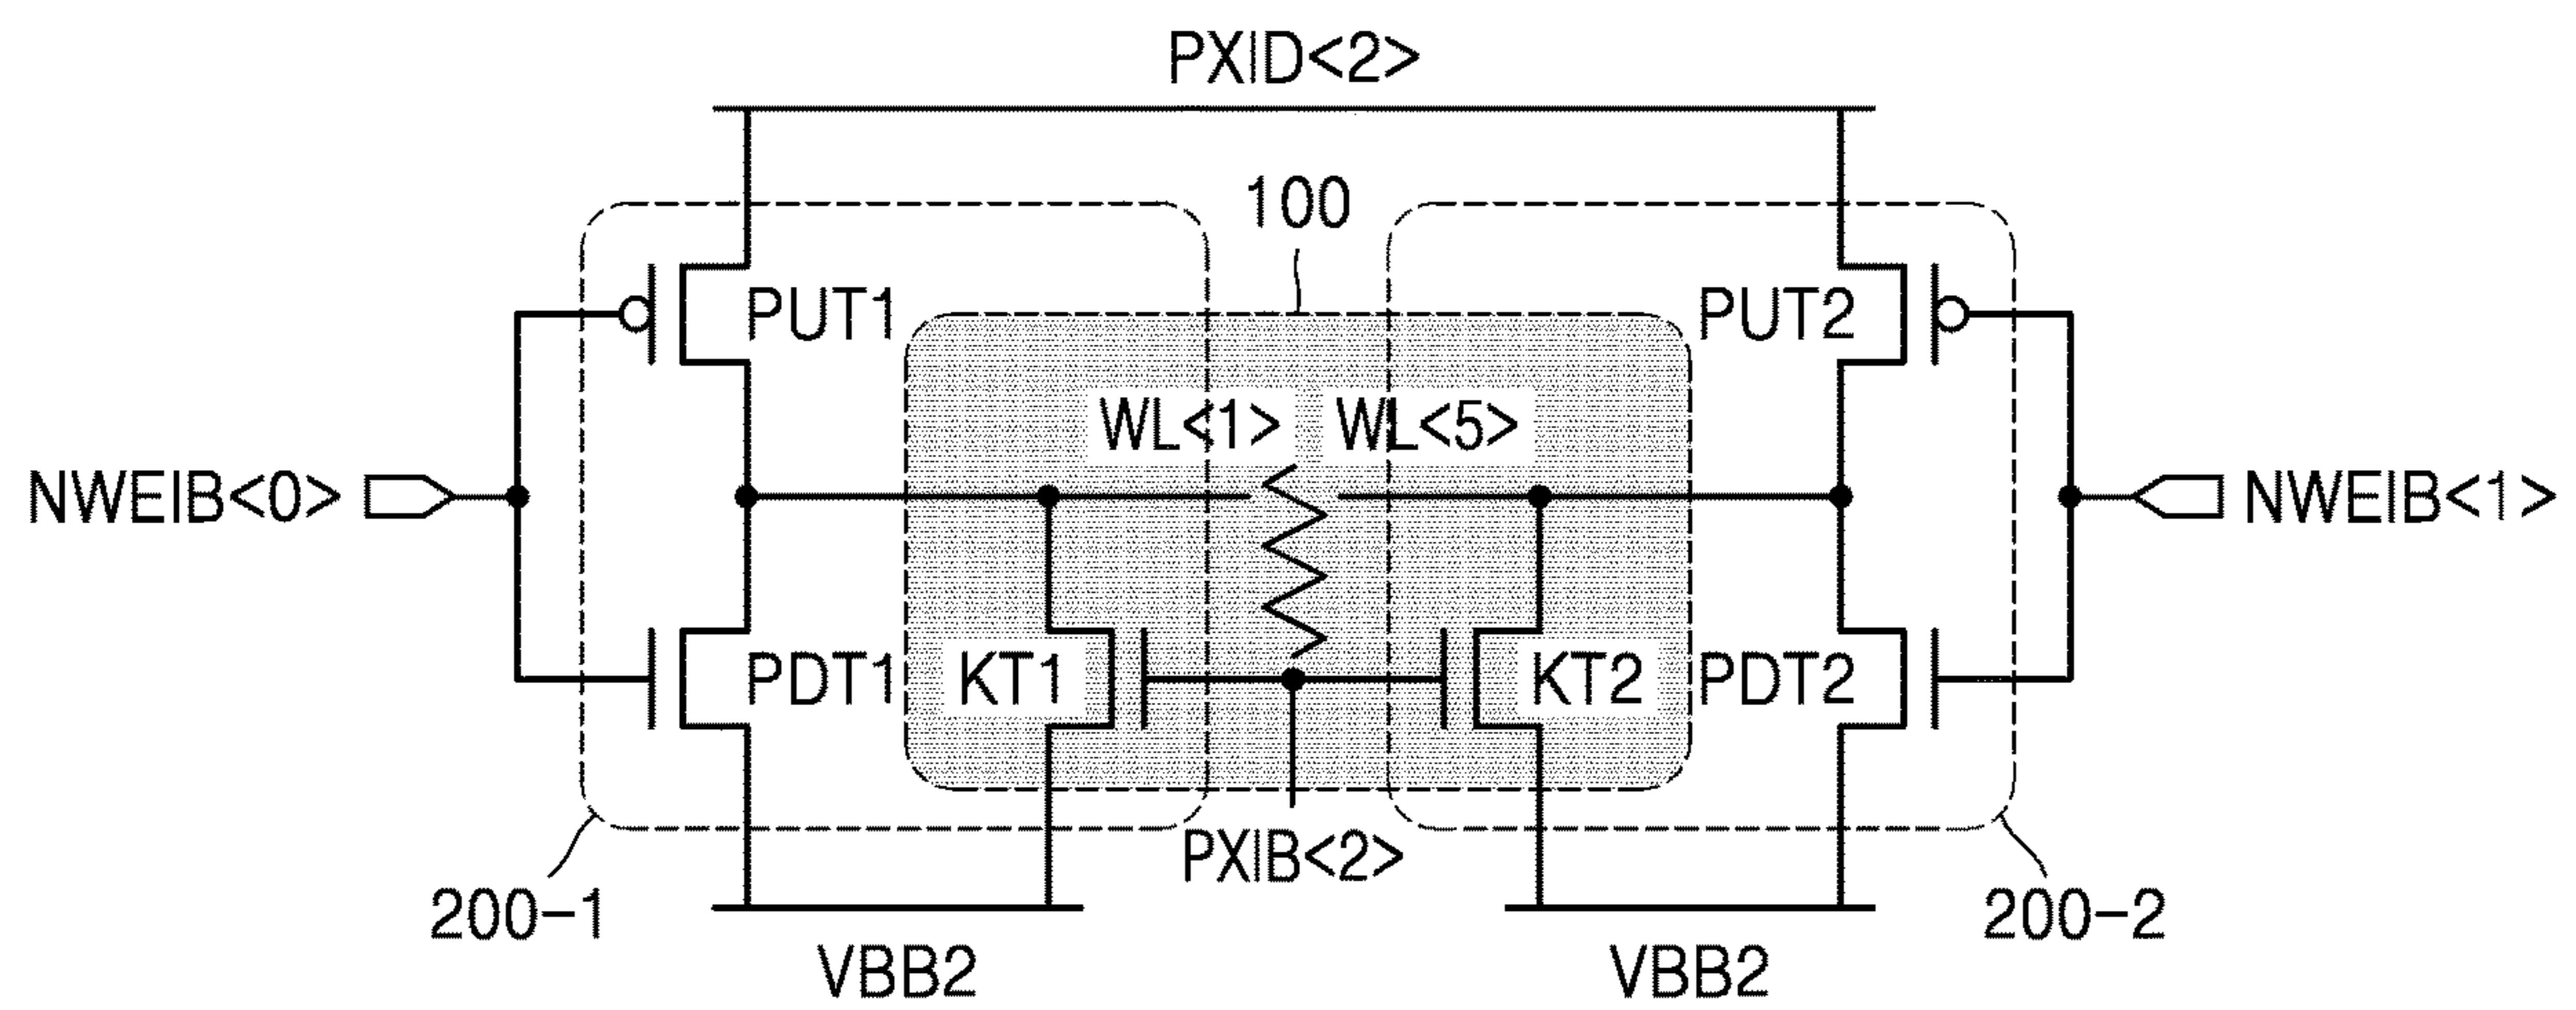 PXID<2>
100
PUT1
PUT2
WL<1>
WL<5>
NWEIB<0>
NWEIB<1>
PDT1
KT1
KT2
PDT2
PXIB<2>
200-1
200-2
VBB2
VBB2